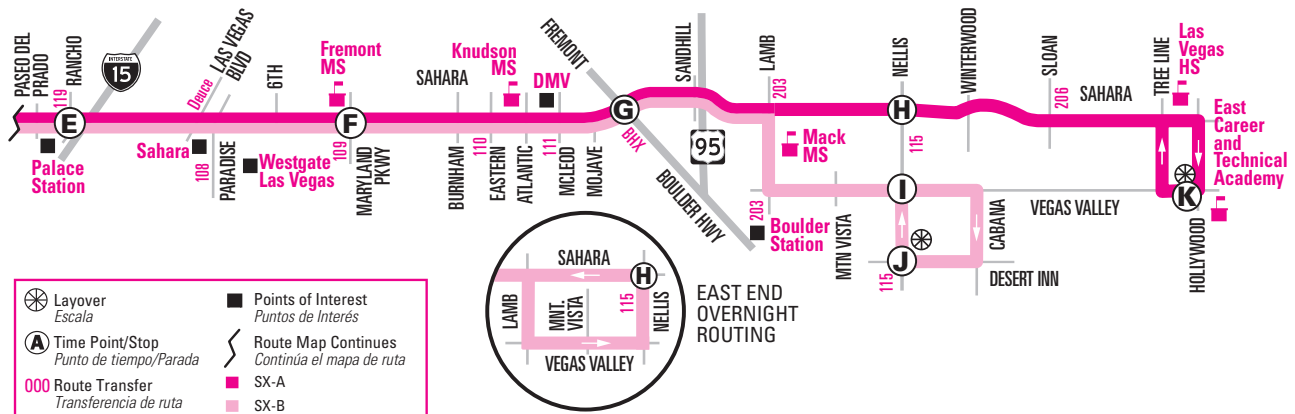 PASEO DEL
PRADO
RANCHO
119
INTERSTATE
15
E
Palace
Station
Deuce
LAS VEGAS
BLVD
Sahara
108
PARADISE
6TH
Westgate
Las Vegas
Fremont
MS
F
109
MARYLAND
PKWY
SAHARA
BURNHAM
110
EASTERN
Knudson
MS
ATLANTIC
DMV
111
MCLEOD
MOJAVE
FREMONT
G
BHX
BOULDER HWY
SANDHILL
95
LAMB
203
Mack
MS
203
Boulder
Station
MTN VISTA
NELLIS
H
115
I
J
115
WINTERWOOD
CABANA
DESERT INN
SLOAN
206
SAHARA
VEGAS VALLEY
TREE LINE
Las
Vegas
HS
East
Career
and
Technical
Academy
K
HOLLYWOOD
SAHARA
H
LAMB
MNT.
VISTA
115
NELLIS
VEGAS VALLEY
EAST END
OVERNIGHT
ROUTING
Layover
Escala
A Time Point/Stop
Punto de tiempo/Parada
000 Route Transfer
Transferencia de ruta
Points of Interest
Puntos de Interés
Route Map Continues
Continúa el mapa de ruta
SX-A
SX-B